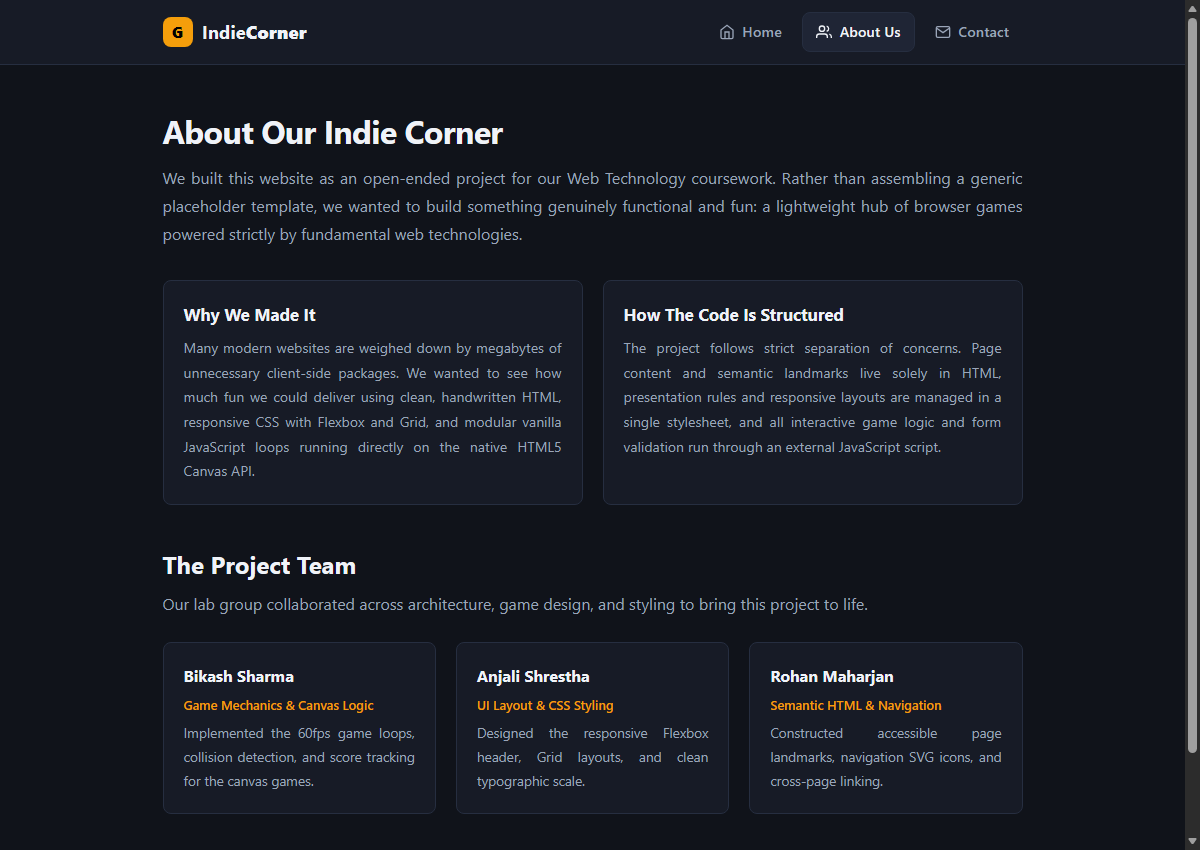 G IndieCorner
Home
About Us
Contact
About Our Indie Corner
We built this website as an open-ended project for our Web Technology coursework. Rather than assembling a generic
placeholder template, we wanted to build something genuinely functional and fun: a lightweight hub of browser games
powered strictly by fundamental web technologies.
Why We Made It
Many modern websites are weighed down by megabytes of
unnecessary client-side packages. We wanted to see how
much fun we could deliver using clean, handwritten HTML,
responsive CSS with Flexbox and Grid, and modular vanilla
JavaScript loops running directly on the native HTML5
Canvas API.
How The Code Is Structured
The project follows strict separation of concerns. Page
content and semantic landmarks live solely in HTML,
presentation rules and responsive layouts are managed in a
single stylesheet, and all interactive game logic and form
validation run through an external JavaScript script.
The Project Team
Our lab group collaborated across architecture, game design, and styling to bring this project to life.
Bikash Sharma
Game Mechanics & Canvas Logic
Implemented the 60fps game loops,
collision detection, and score tracking
for the canvas games.
Anjali Shrestha
UI Layout & CSS Styling
Designed the responsive Flexbox
header, Grid layouts, and clean
typographic scale.
Rohan Maharjan
Semantic HTML & Navigation
Constructed accessible page
landmarks, navigation SVG icons, and
cross-page linking.